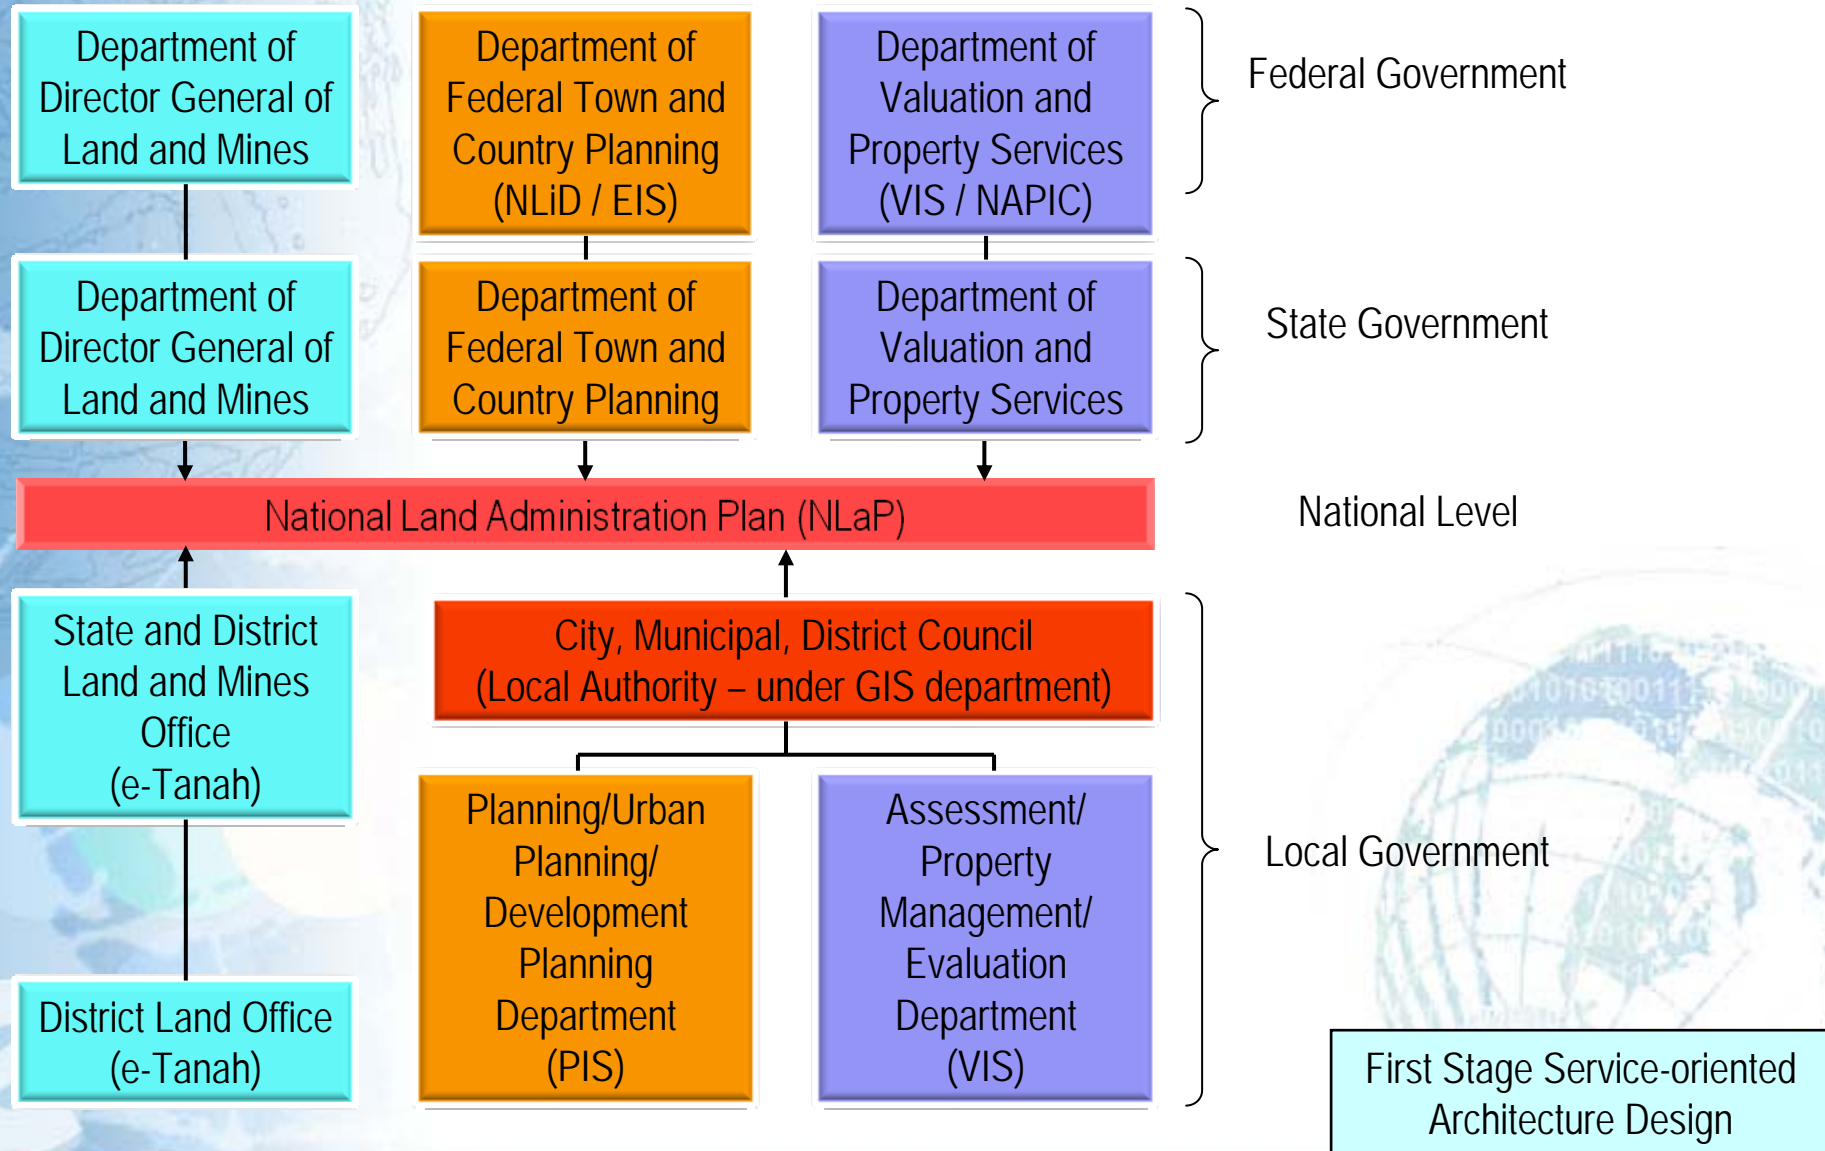 Department of
Director General of
Land and Mines
Department of
Federal Town and
Country Planning
(NLiD / EIS)
Department of
Valuation and
Property Services
(VIS / NAPIC)
Federal Government
Department of
Director General of
Land and Mines
Department of
Federal Town and
Country Planning
Department of
Valuation and
Property Services
State Government
National Land Administration Plan (NLaP)
National Level
State and District
Land and Mines
Office
(e-Tanah)
City, Municipal, District Council
(Local Authority – under GIS department)
Planning/Urban
Planning/
Development
Planning
Department
(PIS)
Assessment/
Property
Management/
Evaluation
Department
(VIS)
Local Government
District Land Office
(e-Tanah)
First Stage Service-oriented
Architecture Design